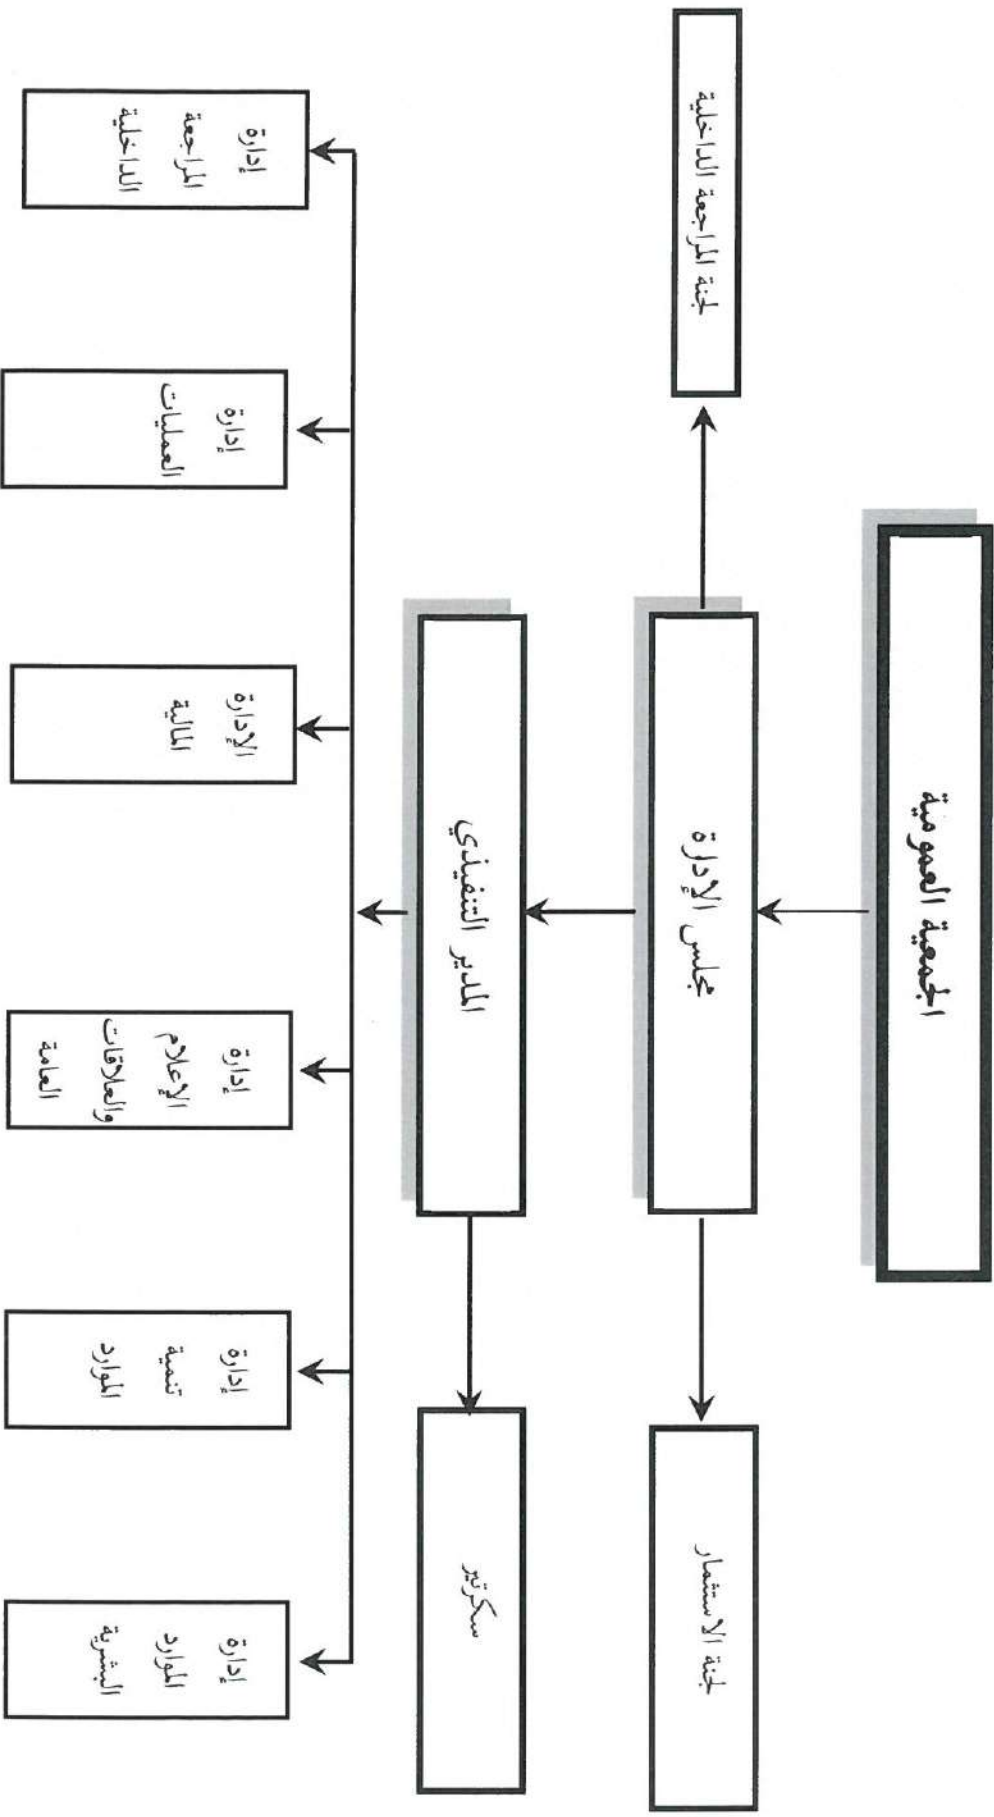 الجمعية العمومية
لجنة المراجعة الداخلية
مجلس الإدارة
لجنة الاستثمار
المدير التنفيذي
سكرتير
إدارة
المراجعة
الداخلية
إدارة
العمليات
الإدارة
المالية
إدارة
الإعلام
والعلاقات
العامة
إدارة
تنمية
الموارد
إدارة
الموارد
البشرية